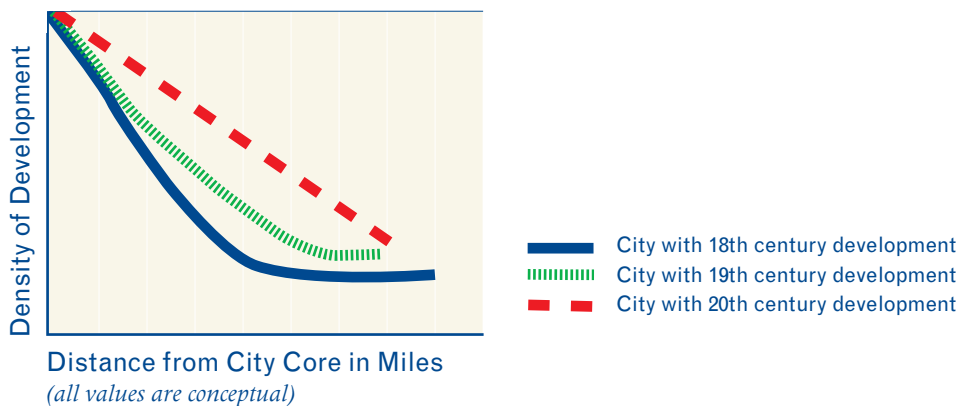 Density of Development
City with 18th century development
City with 19th century development
City with 20th century development
Distance from City Core in Miles
(all values are conceptual)